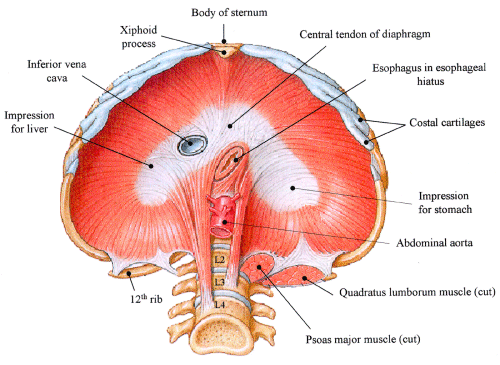 Body of sternum
Xiphoid
process
Central tendon of diaphragm
Inferior vena
cava
Esophagus in esophageal
hiatus
Impression
for liver
Costal cartilages
Impression
for stomach
Abdominal aorta
L2
L3
L4
12th rib
Quadratus lumborum muscle (cut)
Psoas major muscle (cut)